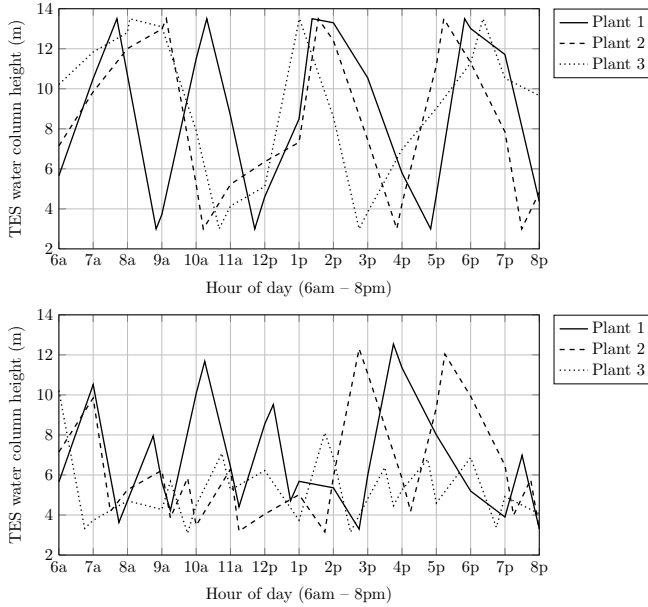 14
12
10
8
6
4
2
TES water column height (m)
6a 7a 8a 9a 10a 11a 12p 1p 2p 3p 4p 5p 6p 7p 8p
Hour of day (6am – 8pm)
Plant 1
Plant 2
Plant 3
14
12
10
8
6
4
2
TES water column height (m)
6a 7a 8a 9a 10a 11a 12p 1p 2p 3p 4p 5p 6p 7p 8p
Hour of day (6am – 8pm)
Plant 1
Plant 2
Plant 3